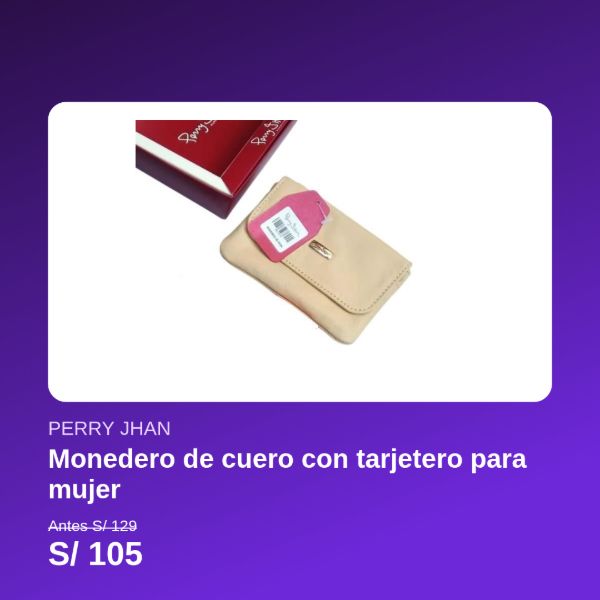 PERRY JHAN
Monedero de cuero con tarjetero para
mujer
Antes S/ 129
S/ 105